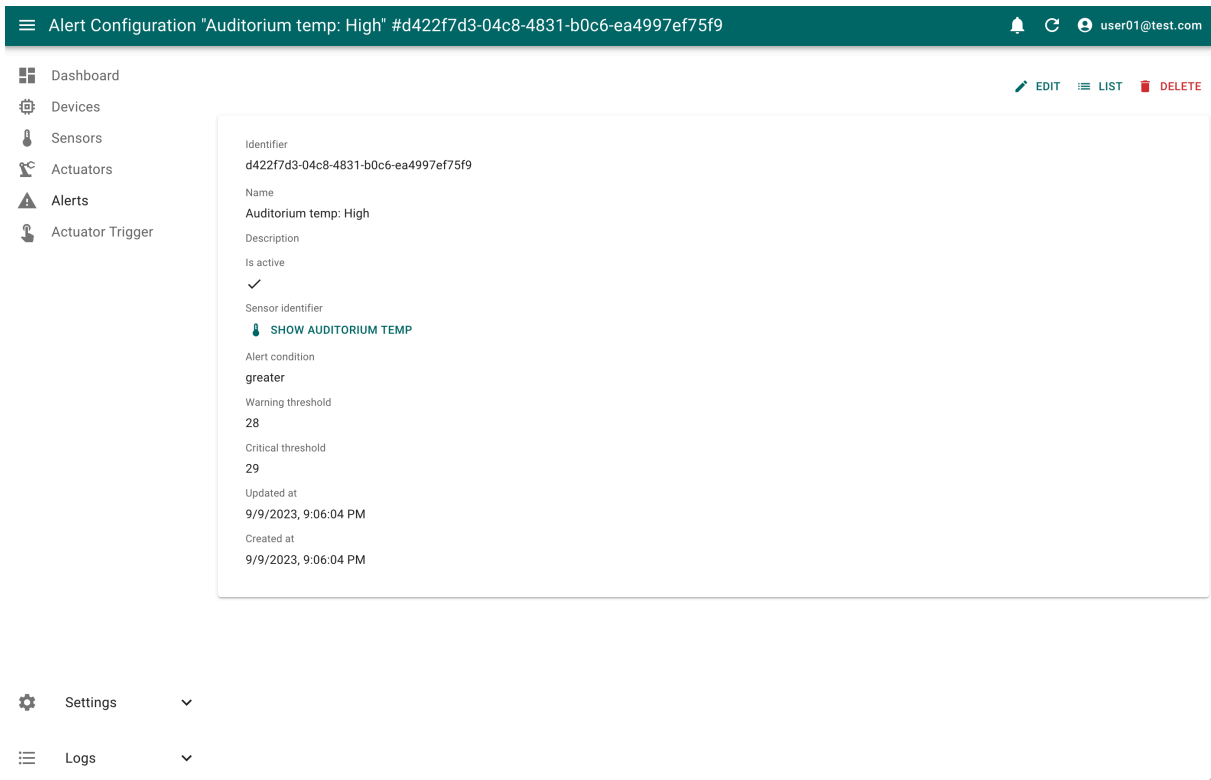 Alert Configuration "Auditorium temp: High" #d422f7d3-04c8-4831-b0c6-ea4997ef75f9
user01@test.com
Dashboard
Devices
Sensors
Actuators
Alerts
Actuator Trigger
Settings
Logs
EDIT
LIST
DELETE
Identifier
d422f7d3-04c8-4831-b0c6-ea4997ef75f9
Name
Auditorium temp: High
Description
Is active
Sensor identifier
SHOW AUDITORIUM TEMP
Alert condition
greater
Warning threshold
28
Critical threshold
29
Updated at
9/9/2023, 9:06:04 PM
Created at
9/9/2023, 9:06:04 PM